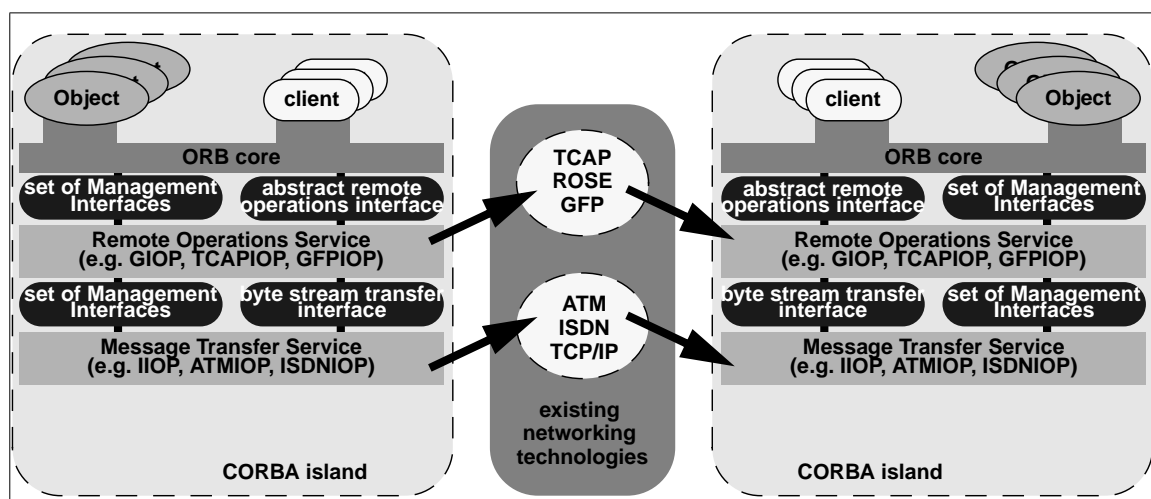 Object
client
ORB core
set of Management
Interfaces
abstract remote
operations interface
Remote Operations Service
(e.g. GIOP, TCAPIOP, GFPIOP)
set of Management
Interfaces
byte stream transfer
interface
Message Transfer Service
(e.g. IIOP, ATMIOP, ISDNIOP)
CORBA island
TCAP
ROSE
GFP
ATM
ISDN
TCP/IP
existing
networking
technologies
client
Object
ORB core
abstract remote
operations interface
set of Management
Interfaces
Remote Operations Service
(e.g. GIOP, TCAPIOP, GFPIOP)
byte stream transfer
interface
set of Management
Interfaces
Message Transfer Service
(e.g. IIOP, ATMIOP, ISDNIOP)
CORBA island